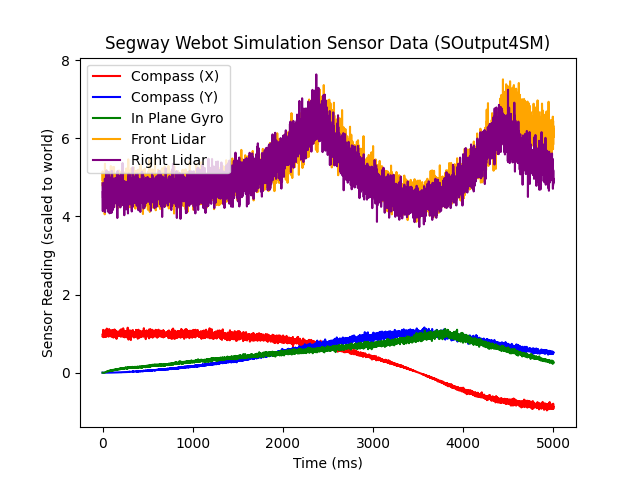 Segway Webot Simulation Sensor Data (SOutput4SM)
8
6
4
2
0
Sensor Reading (scaled to world)
Compass (X)
Compass (Y)
In Plane Gyro
Front Lidar
Right Lidar
0 1000 2000 3000 4000 5000
Time (ms)